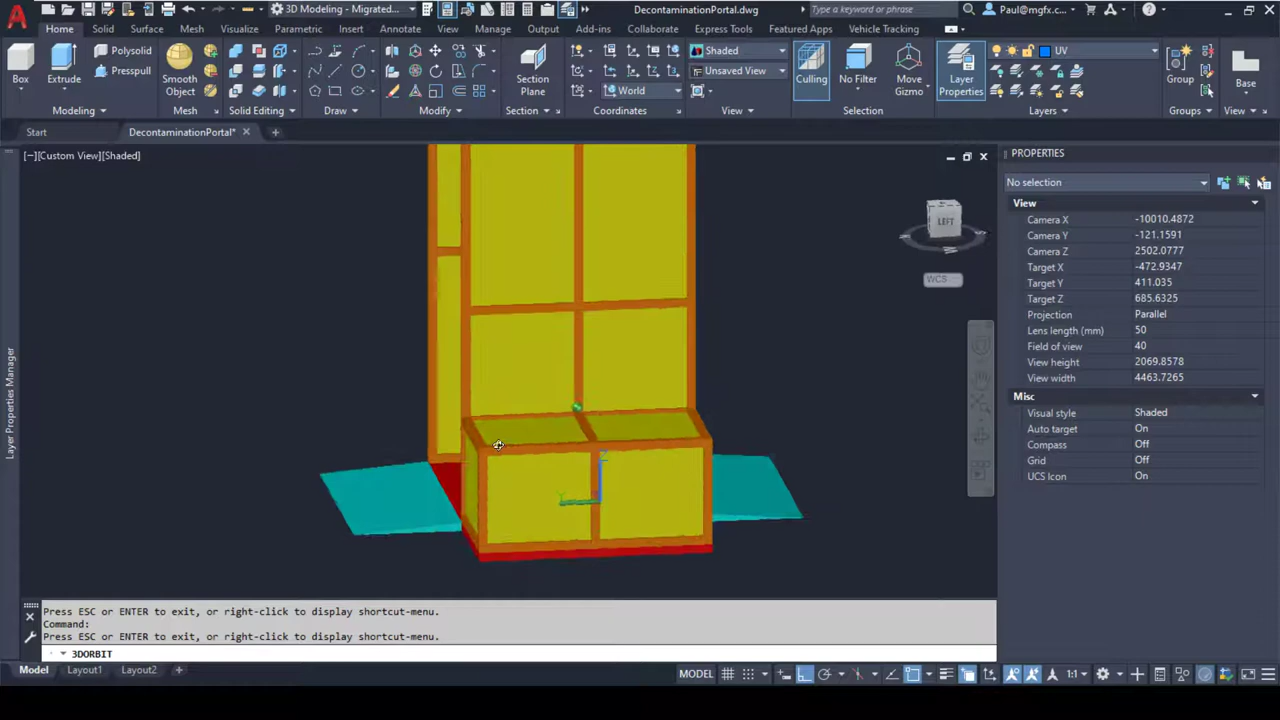 3D Modeling - Migrated...
DecontaminationPortal.dwg
Type a keyword or phrase
Paul@mgfx.c...
Home
Solid
Surface
Mesh
Visualize
Parametric
Insert
Annotate
View
Manage
Output
Add-ins
Collaborate
Express Tools
Featured Apps
Vehicle Tracking
Box
Extrude
Polysolid
Presspull
Smooth
Object
Section
Plane
World
Shaded
Unsaved View
Culling
No Filter
Move
Gizmo
Layer
Properties
UV
Group
Base
Modeling
Mesh
Solid Editing
Draw
Modify
Section
Coordinates
View
Selection
Layers
Groups
View
Start
DecontaminationPortal*
[−][Custom View][Shaded]
LEFT
WCS
Layer Properties Manager
PROPERTIES
No selection
View
Camera X -10010.4872
Camera Y -121.1591
Camera Z 2502.0777
Target X -472.9347
Target Y 411.035
Target Z 685.6325
Projection Parallel
Lens length (mm) 50
Field of view 40
View height 2069.8578
View width 4463.7265
Misc
Visual style Shaded
Auto target On
Compass Off
Grid Off
UCS Icon On
Press ESC or ENTER to exit, or right-click to display shortcut-menu.
Command:
Press ESC or ENTER to exit, or right-click to display shortcut-menu.
3DORBIT
Model
Layout1
Layout2
MODEL
1:1